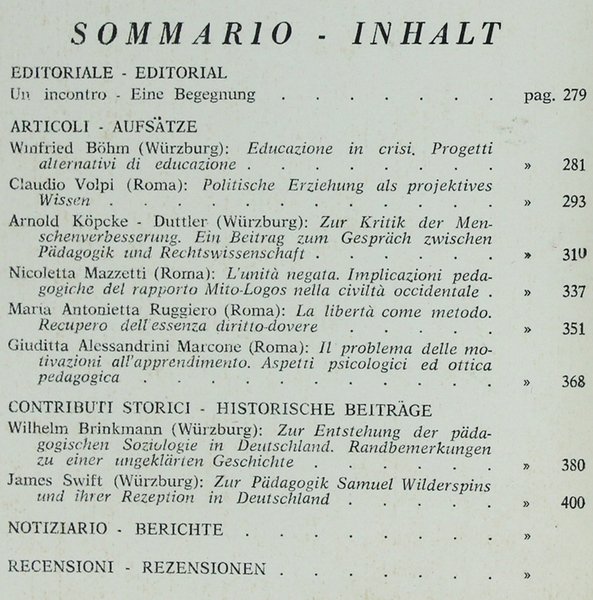 SOMMARIO - INHALT
EDITORIALE - EDITORIAL
Un incontro - Eine Begegnung . . . . . . . pag. 279
ARTICOLI - AUFSÄTZE
Winfried Böhm (Würzburg): Educazione in crisi. Progetti
alternativi di educazione . . . . . . . . » 281
Claudio Volpi (Roma): Politische Erziehung als projektives
Wissen . . . . . . . . . . . . » 293
Arnold Köpcke - Duttler (Würzburg): Zur Kritik der Men-
schenverbesserung. Ein Beitrag zum Gespräch zwischen
Pädagogik und Rechtswissenschaft . . . . . . » 310
Nicoletta Mazzetti (Roma): L'unità negata. Implicazioni peda-
gogiche del rapporto Mito-Logos nella civiltà occidentale . » 337
Maria Antonietta Ruggiero (Roma): La libertà come metodo.
Recupero dell'essenza diritto-dovere . . . . . » 351
Giuditta Alessandrini Marcone (Roma): Il problema delle mo-
tivazioni all'apprendimento. Aspetti psicologici ed ottica
pedagogica . . . . . . . . . . . » 368
CONTRIBUTI STORICI - HISTORISCHE BEITRÄGE
Wilhelm Brinkmann (Würzburg): Zur Entstehung der päda-
gogischen Soziologie in Deutschland. Randbemerkungen
zu einer ungeklärten Geschichte . . . . . . » 380
James Swift (Würzburg): Zur Pädagogik Samuel Wilderspins
und ihrer Rezeption in Deutschland . . . . . » 400
NOTIZIARIO - BERICHTE . . . . . . . . »
RECENSIONI - REZENSIONEN . . . . . . . »